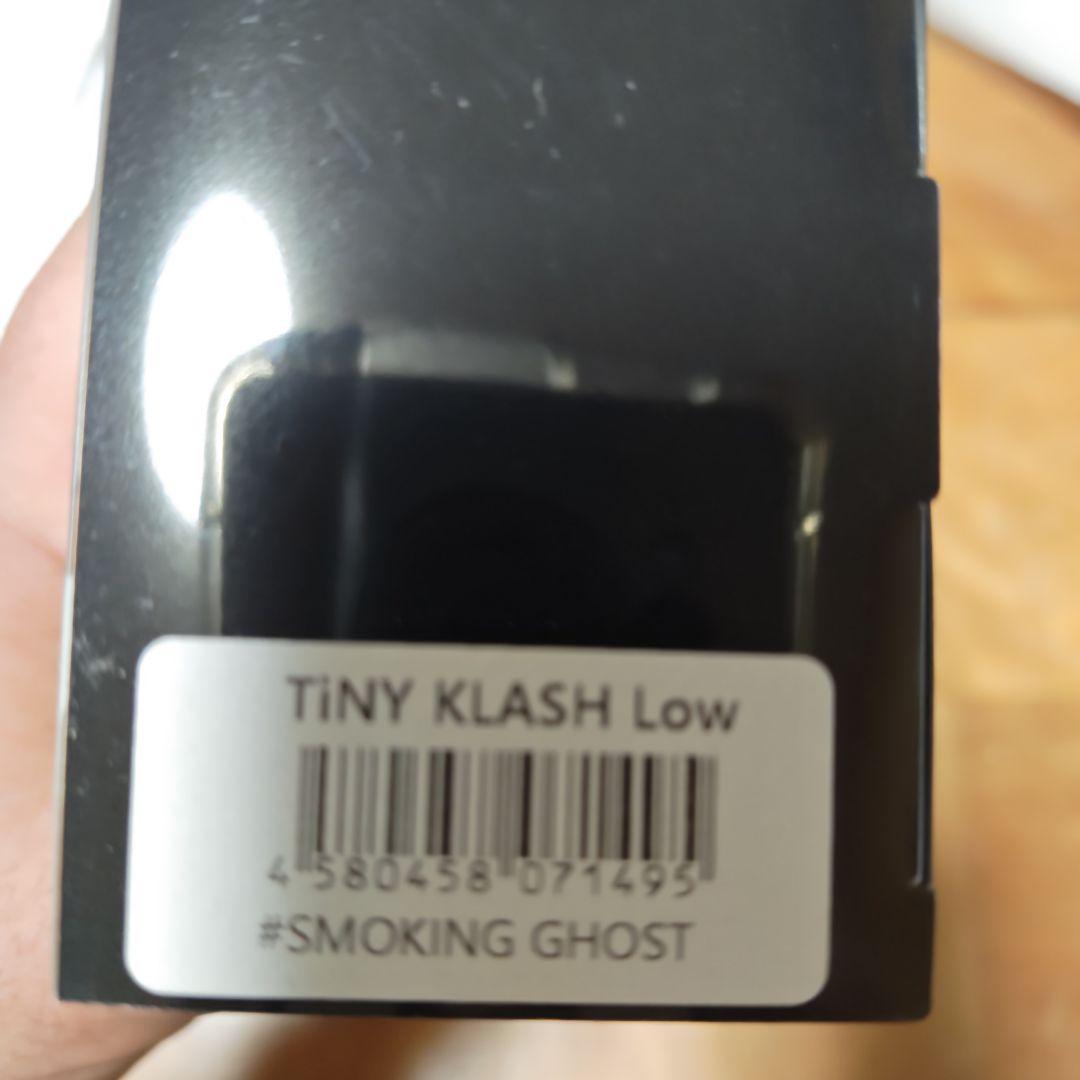 TiNY KLASH Low
4 580458 071495
#SMOKING GHOST